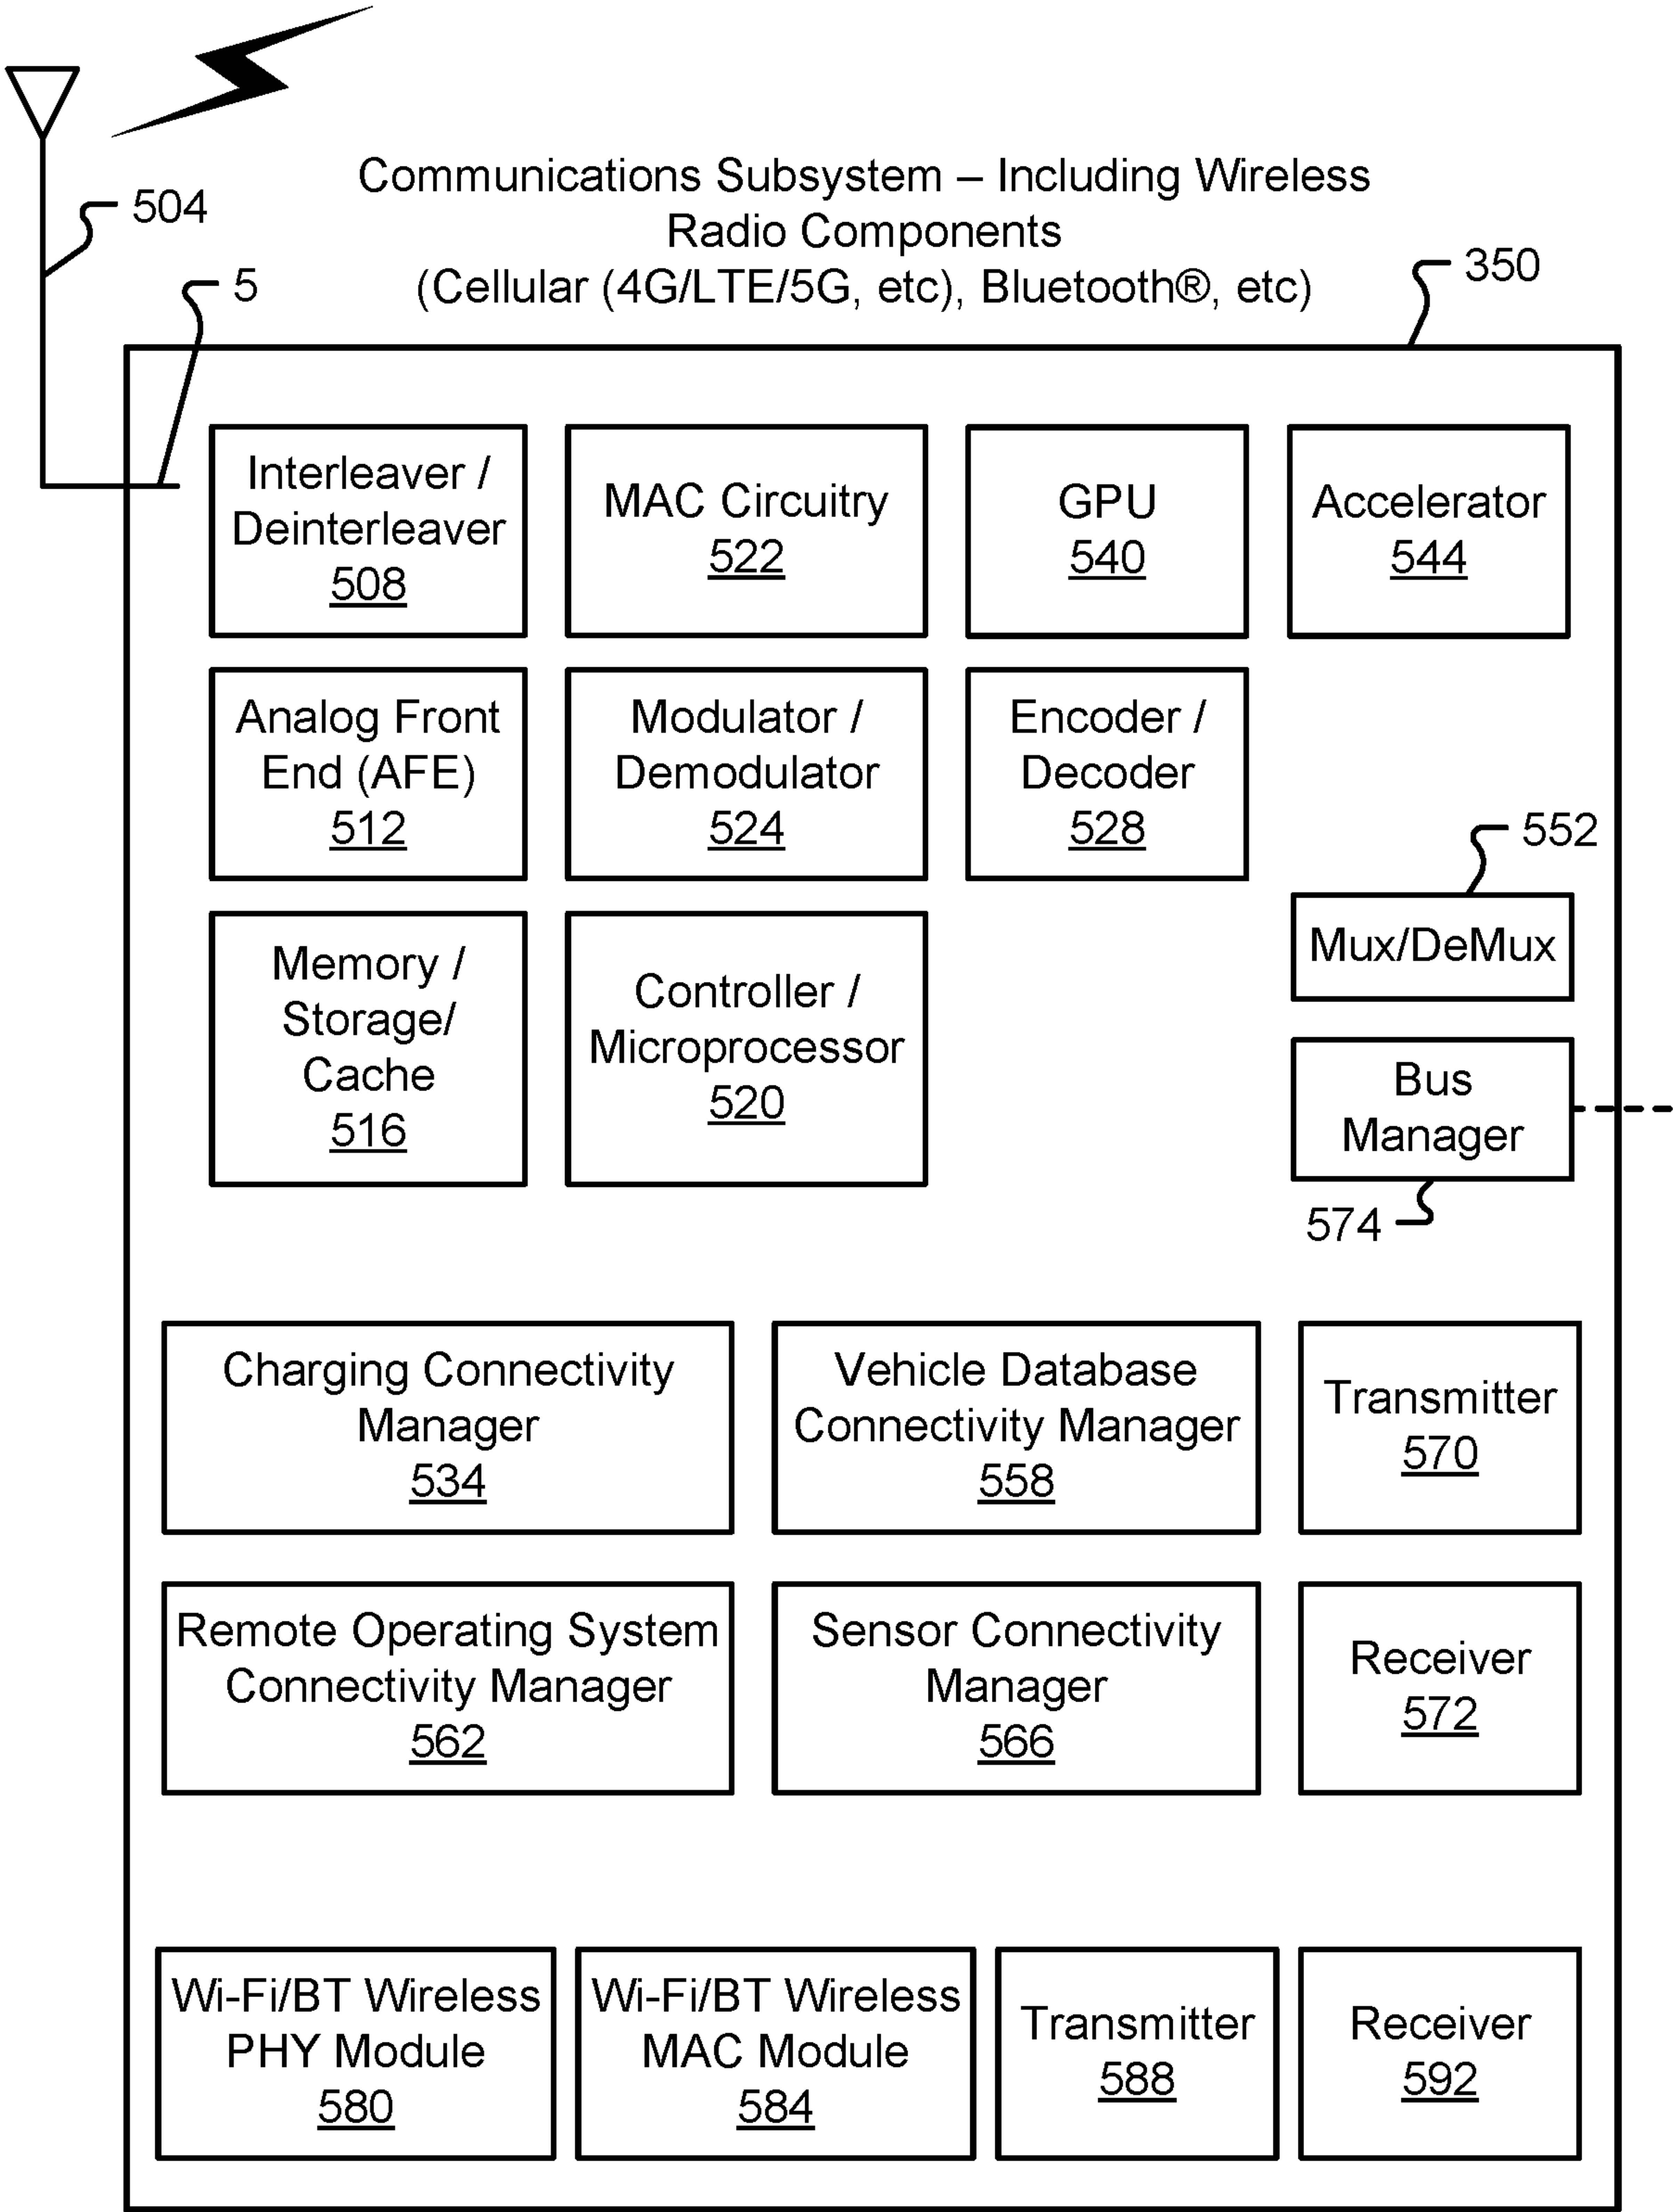 Communications Subsystem – Including Wireless
Radio Components
(Cellular (4G/LTE/5G, etc), Bluetooth®, etc)
504
5
350
Interleaver /
Deinterleaver
508
MAC Circuitry
522
GPU
540
Accelerator
544
Analog Front
End (AFE)
512
Modulator /
Demodulator
524
Encoder /
Decoder
528
552
Mux/DeMux
Memory /
Storage/
Cache
516
Controller /
Microprocessor
520
Bus
Manager
574
Charging Connectivity
Manager
534
Vehicle Database
Connectivity Manager
558
Transmitter
570
Remote Operating System
Connectivity Manager
562
Sensor Connectivity
Manager
566
Receiver
572
Wi-Fi/BT Wireless
PHY Module
580
Wi-Fi/BT Wireless
MAC Module
584
Transmitter
588
Receiver
592